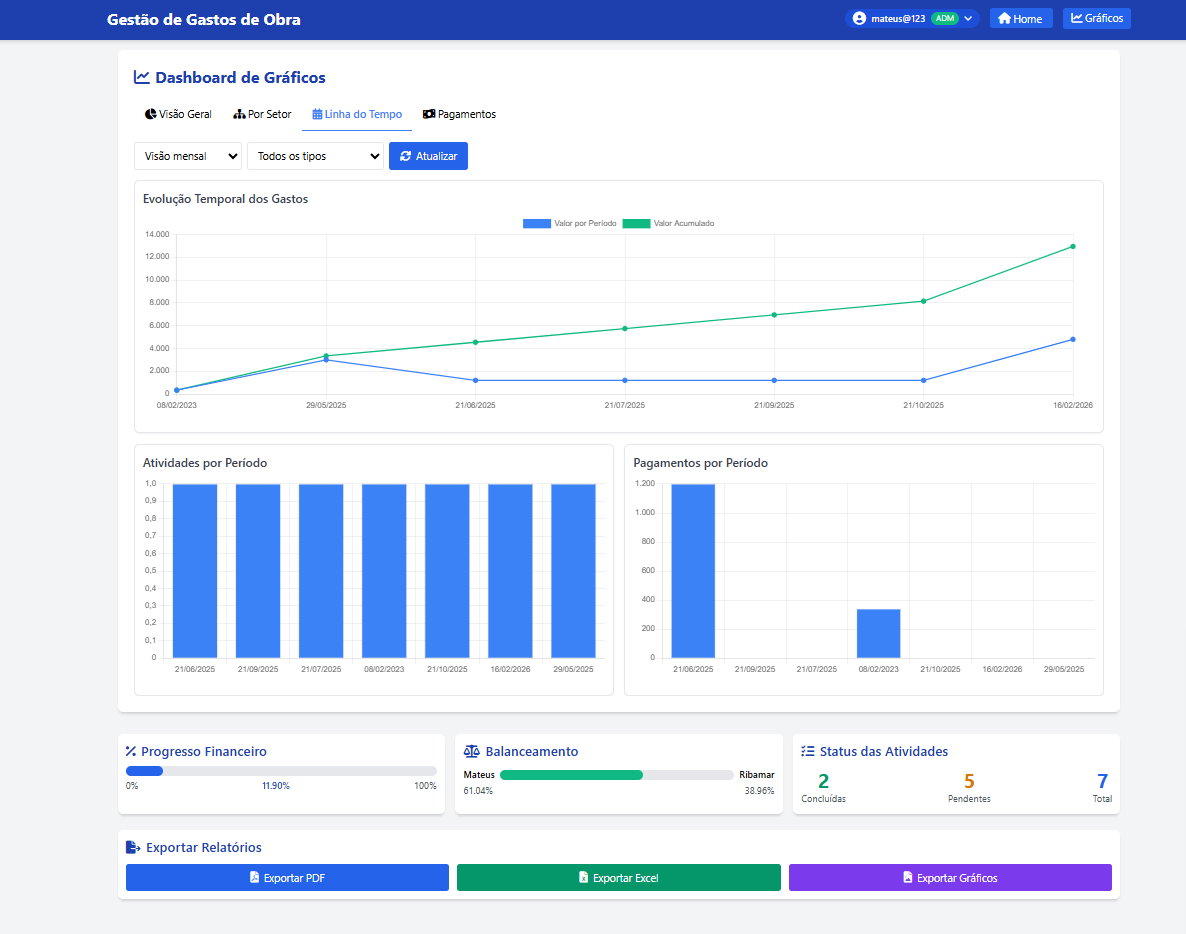 Gestão de Gastos de Obra
mateus@123 ADM
Home
Gráficos
Dashboard de Gráficos
Visão Geral
Por Setor
Linha do Tempo
Pagamentos
Visão mensal
Todos os tipos
Atualizar
Evolução Temporal dos Gastos
Valor por Período
Valor Acumulado
14.000
12.000
10.000
8.000
6.000
4.000
2.000
0
08/02/2023 29/05/2025 21/06/2025 21/07/2025 21/09/2025 21/10/2025 16/02/2026
Atividades por Período
1,0
0,9
0,8
0,7
0,6
0,5
0,4
0,3
0,2
0,1
0
21/06/2025 21/09/2025 21/07/2025 08/02/2023 21/10/2025 16/02/2026 29/05/2025
Pagamentos por Período
1.200
1.000
800
600
400
200
0
21/06/2025 21/09/2025 21/07/2025 08/02/2023 21/10/2025 16/02/2026 29/05/2025
Progresso Financeiro
0% 11.90% 100%
Balanceamento
Mateus Ribamar
61.04% 38.96%
Status das Atividades
2 5 7
Concluídas Pendentes Total
Exportar Relatórios
Exportar PDF
Exportar Excel
Exportar Gráficos